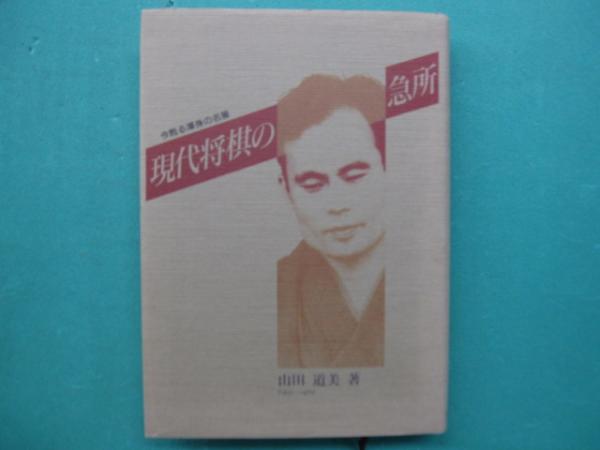 今甦る渾身の名著
現代将棋の
急所
山田 道美 著